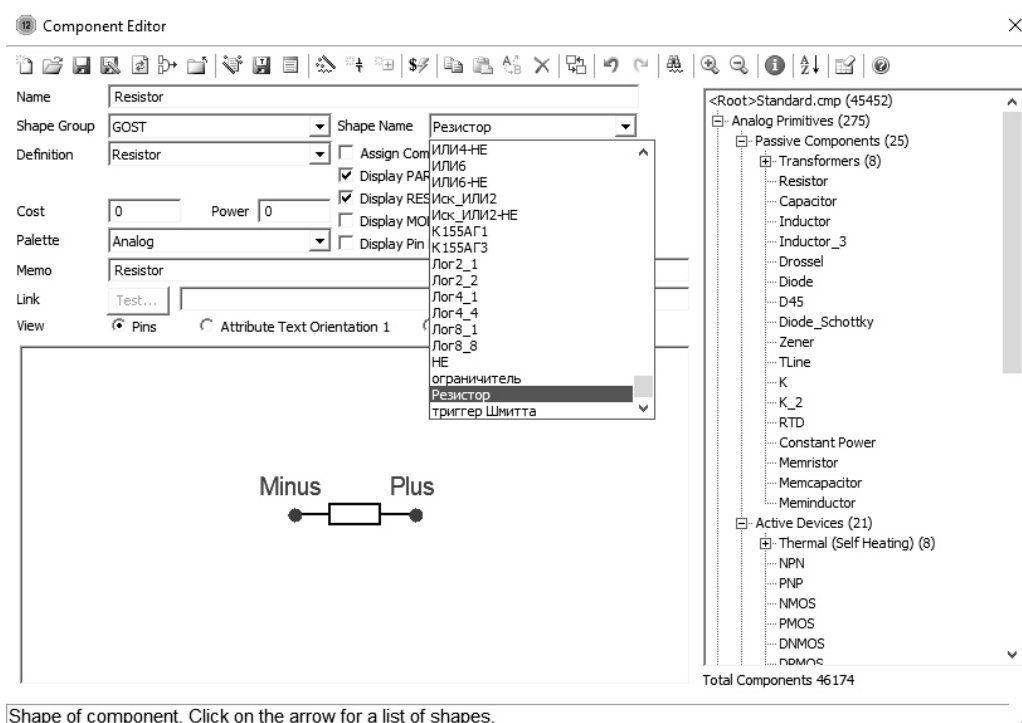 12 Component Editor
Name Resistor
Shape Group GOST Shape Name Резистор
Definition Resistor Assign Com
Display PAR
Cost 0 Power 0 Display RES
Display MO
Palette Analog Display Pin
Memo Resistor
Link Test...
View Pins Attribute Text Orientation 1
ИЛИ4-НЕ
ИЛИ6
ИЛИ6-НЕ
Иск_ИЛИ2
Иск_ИЛИ2-НЕ
К155АГ1
К155АГ3
Лог2_1
Лог2_2
Лог4_1
Лог4_4
Лог8_1
Лог8_8
НЕ
ограничитель
Резистор
триггер Шмитта
Minus Plus
<Root>Standard.cmp (45452)
Analog Primitives (275)
Passive Components (25)
Transformers (8)
Resistor
Capacitor
Inductor
Inductor_3
Drossel
Diode
D45
Diode_Schottky
Zener
TLine
K
K_2
RTD
Constant Power
Memristor
Memcapacitor
Meminductor
Active Devices (21)
Thermal (Self Heating) (8)
NPN
PNP
NMOS
PMOS
DNMOS
DPMOS
Total Components 46174
Shape of component. Click on the arrow for a list of shapes.